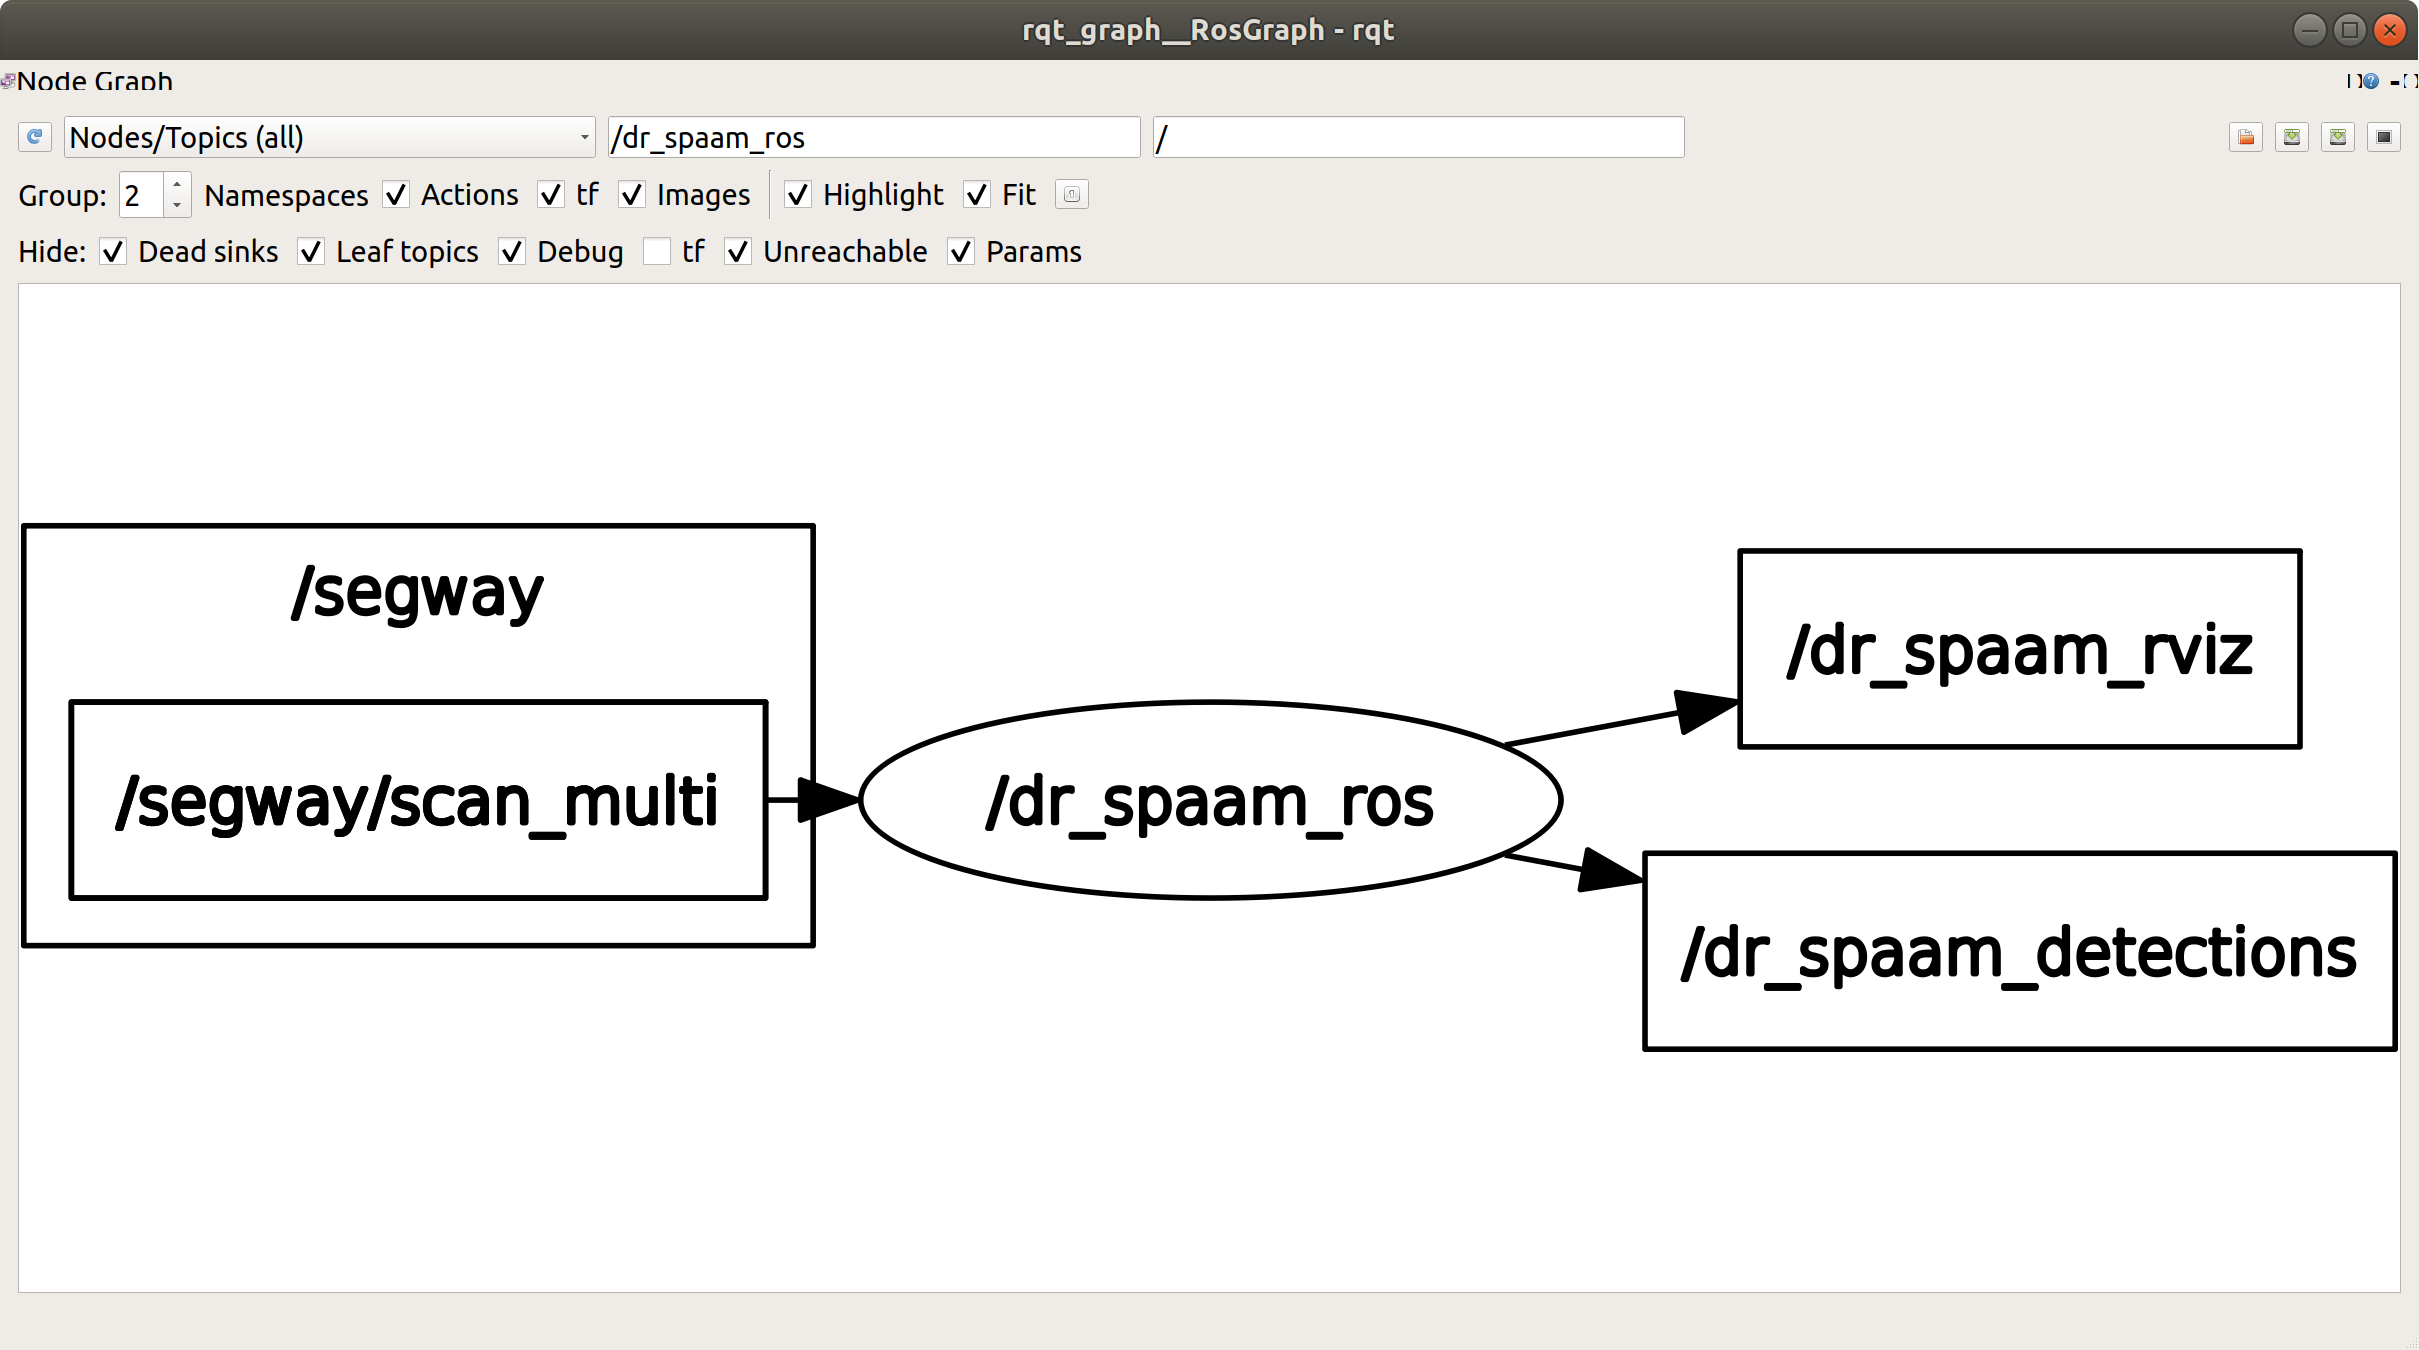 rqt_graph__RosGraph - rqt
Node Graph
Nodes/Topics (all) /dr_spaam_ros /
Group: 2 Namespaces Actions tf Images Highlight Fit
Hide: Dead sinks Leaf topics Debug tf Unreachable Params
/segway
/segway/scan_multi
/dr_spaam_ros
/dr_spaam_rviz
/dr_spaam_detections